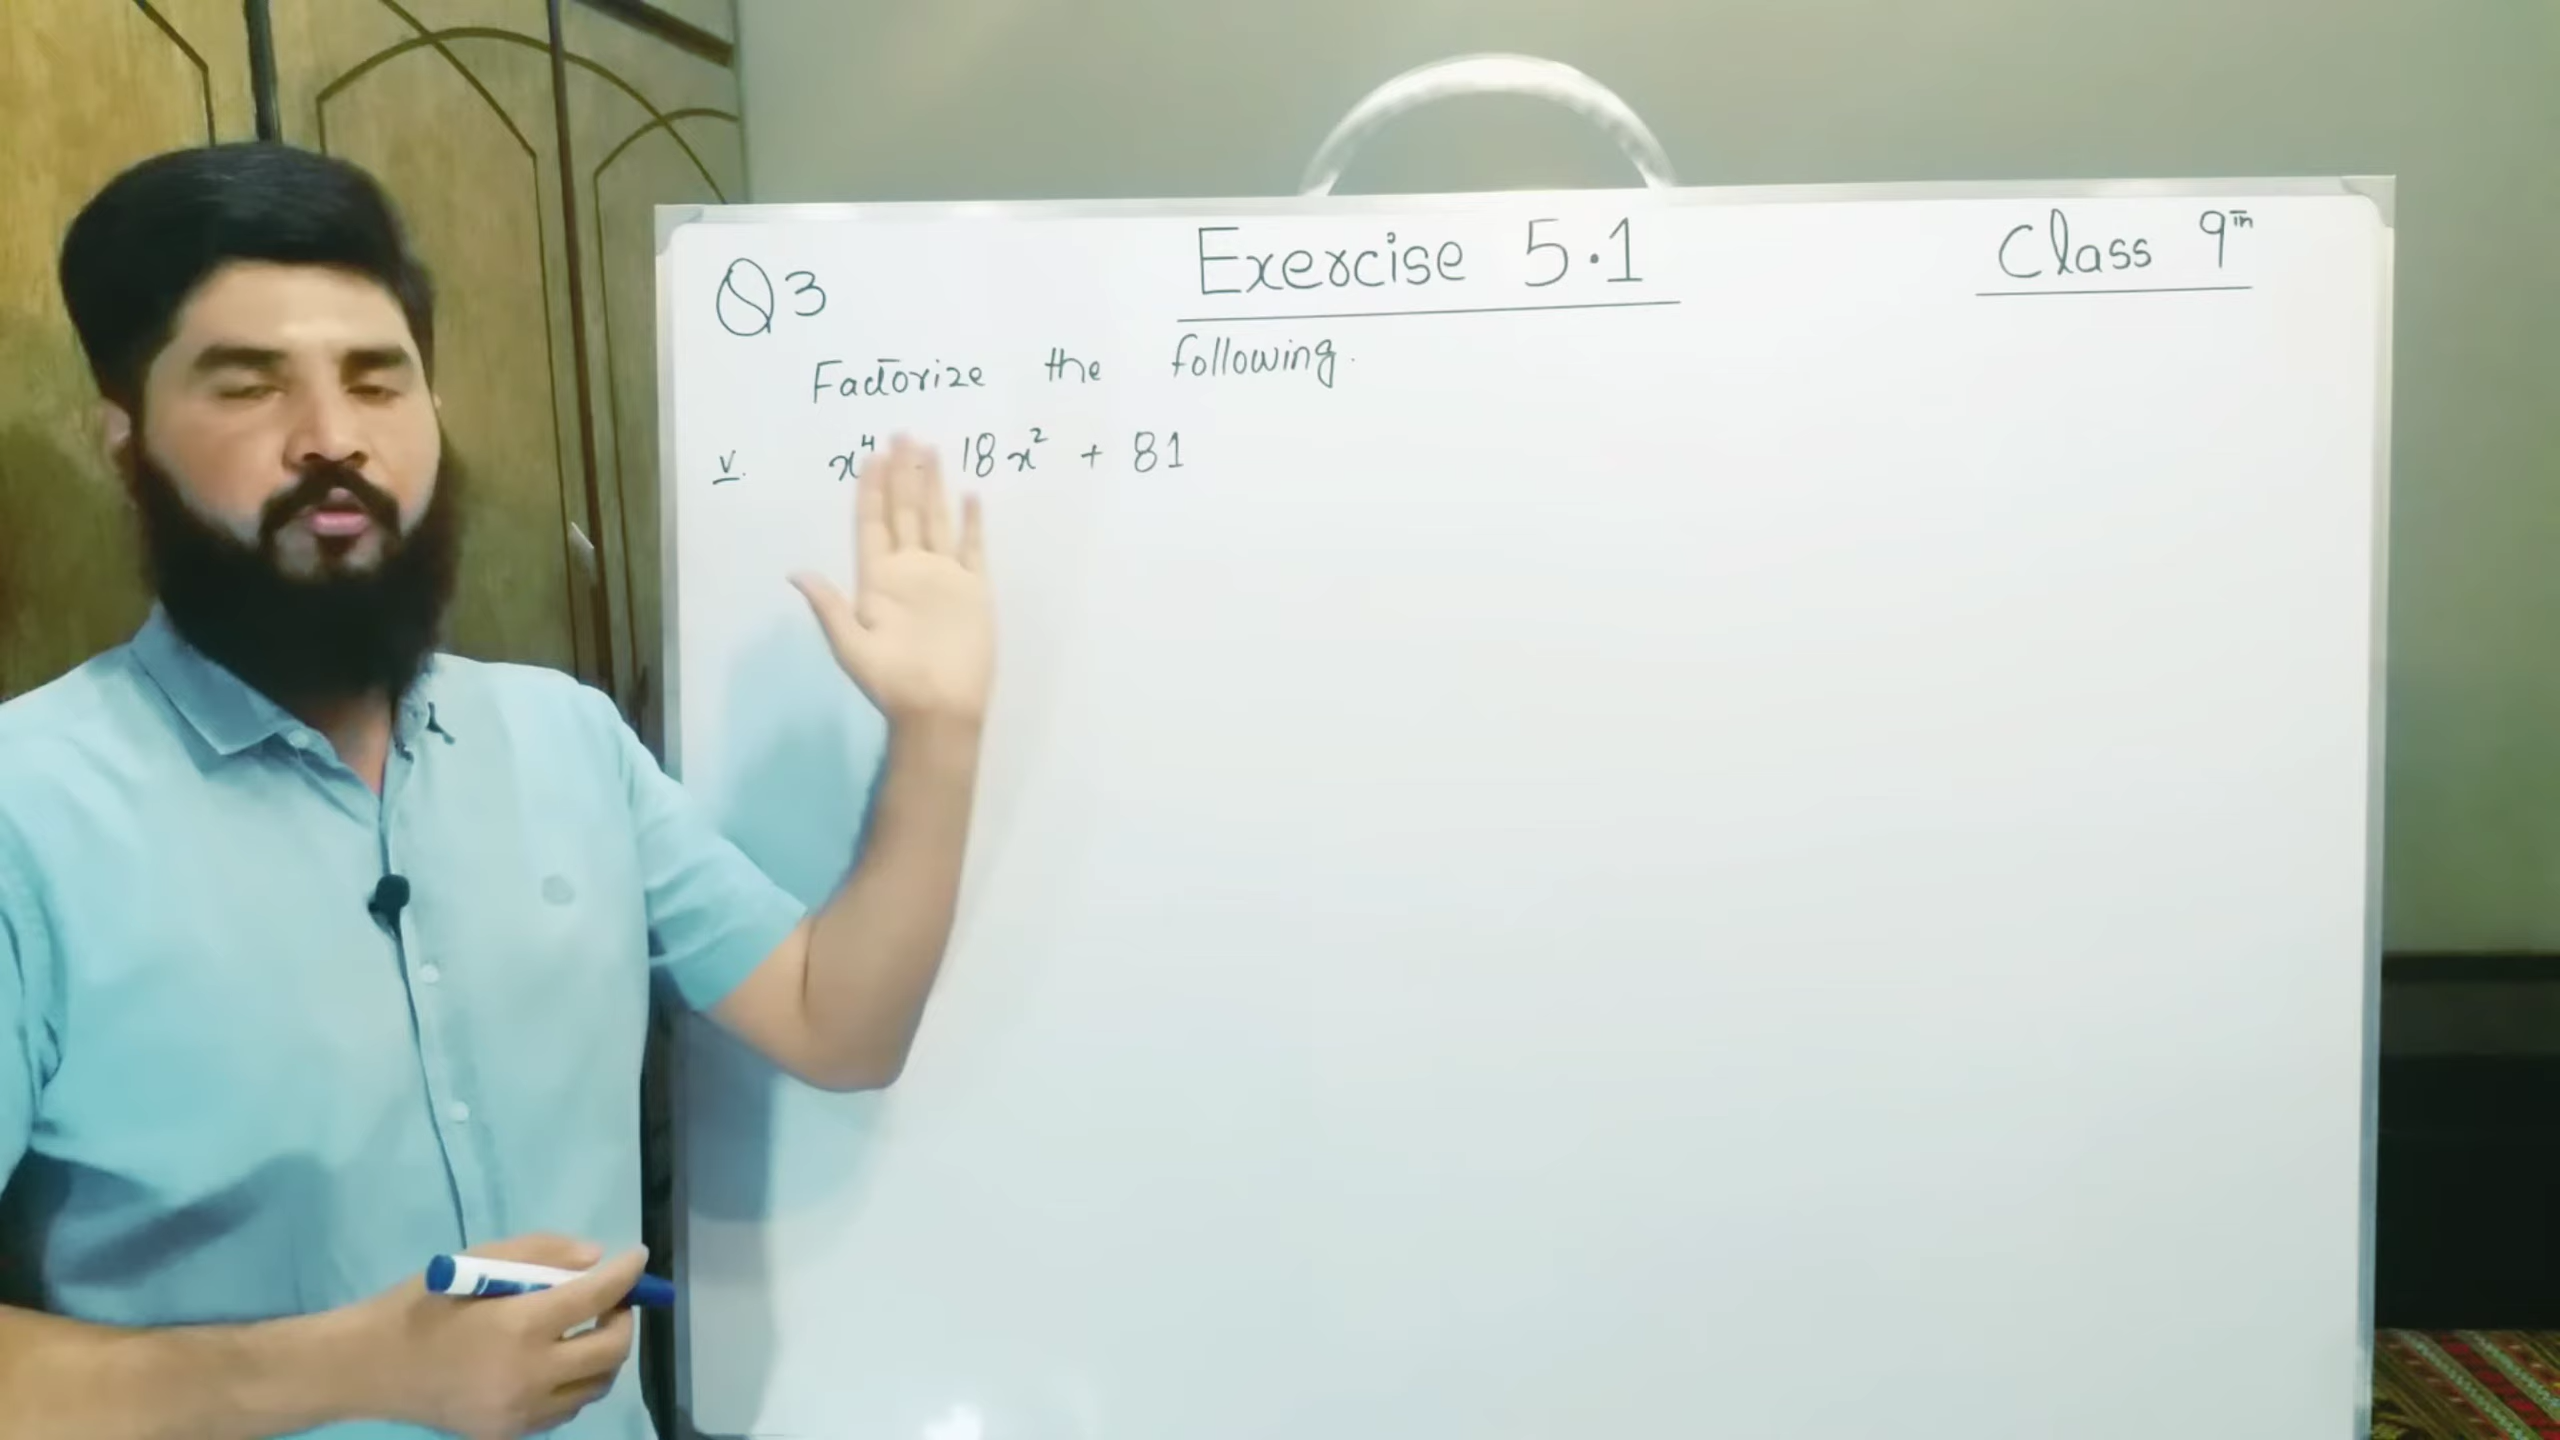 Exercise 5.1
Class 9th
Q3
Factorize the following.
v. x⁴ - 18x² + 81